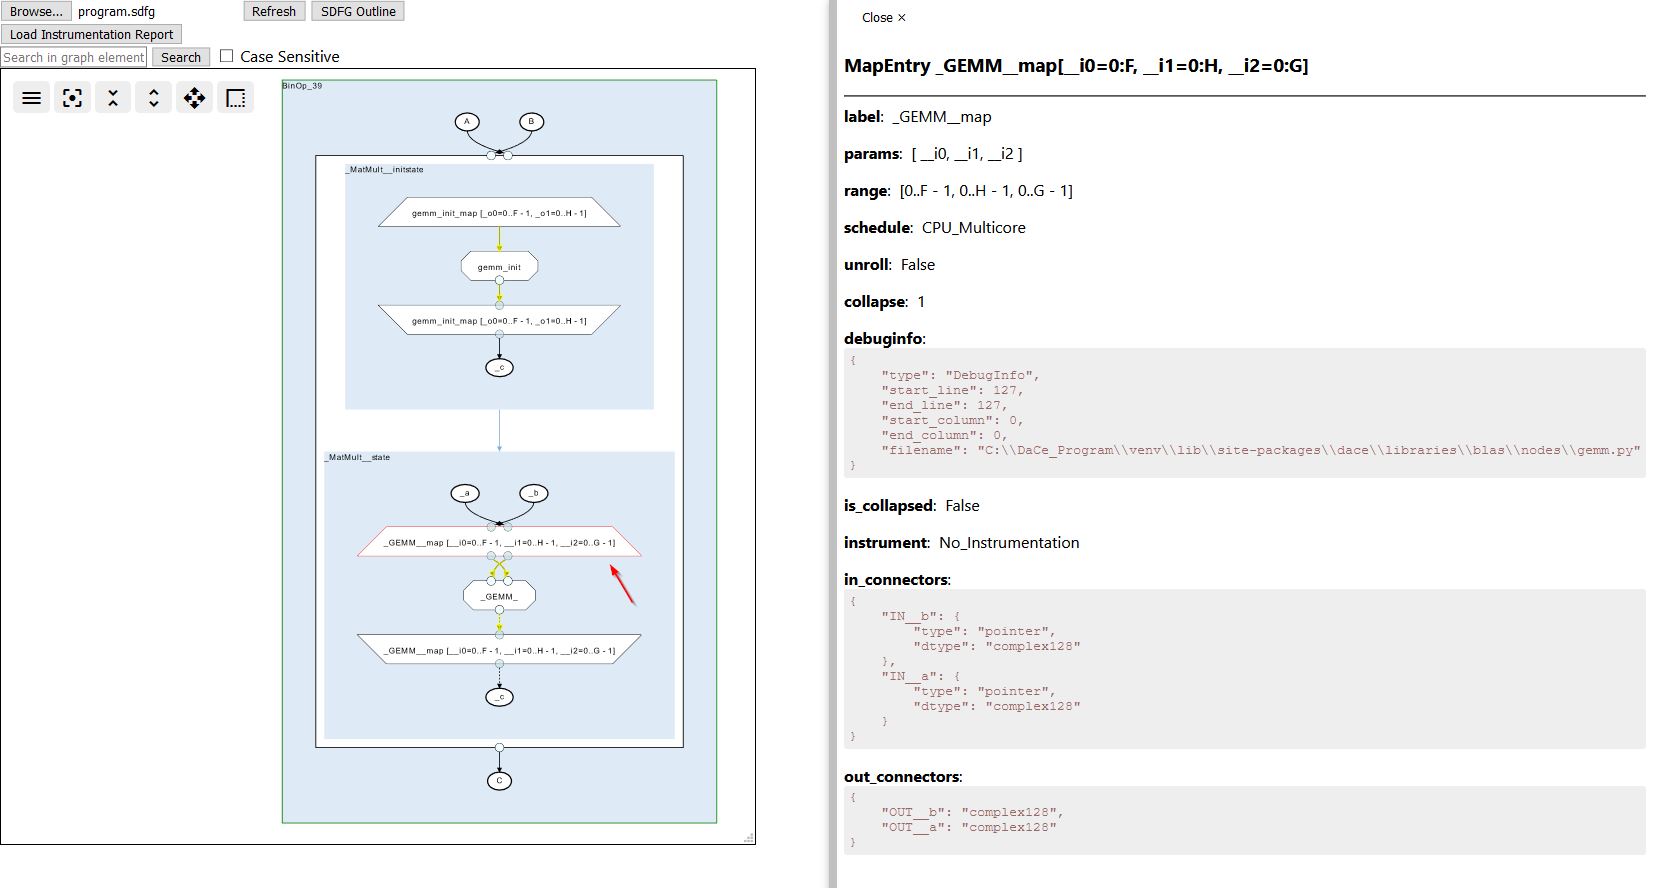 Browse... program.sdfg Refresh SDFG Outline
Load Instrumentation Report
Search in graph element Search Case Sensitive
BinOp_39
A B
_MatMult__initstate
gemm_init_map [_o0=0..F - 1, _o1=0..H - 1]
gemm_init
gemm_init_map [_o0=0..F - 1, _o1=0..H - 1]
_c
_MatMult__state
_a _b
_GEMM__map [__i0=0..F - 1, __i1=0..H - 1, __i2=0..G - 1]
_GEMM_
_GEMM__map [__i0=0..F - 1, __i1=0..H - 1, __i2=0..G - 1]
_c
C
Close ×
MapEntry _GEMM__map[__i0=0:F, __i1=0:H, __i2=0:G]
label: _GEMM__map
params: [ __i0, __i1, __i2 ]
range: [0..F - 1, 0..H - 1, 0..G - 1]
schedule: CPU_Multicore
unroll: False
collapse: 1
debuginfo:
{
"type": "DebugInfo",
"start_line": 127,
"end_line": 127,
"start_column": 0,
"end_column": 0,
"filename": "C:\\DaCe_Program\\venv\\lib\\site-packages\\dace\\libraries\\blas\\nodes\\gemm.py"
}
is_collapsed: False
instrument: No_Instrumentation
in_connectors:
{
"IN__b": {
"type": "pointer",
"dtype": "complex128"
},
"IN__a": {
"type": "pointer",
"dtype": "complex128"
}
}
out_connectors:
{
"OUT__b": "complex128",
"OUT__a": "complex128"
}